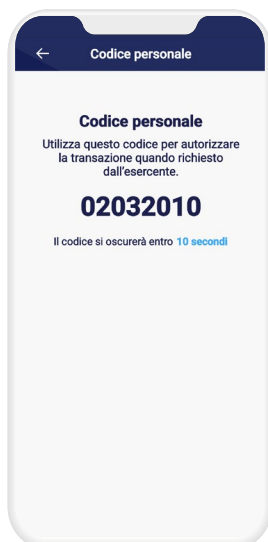 Codice personale
Codice personale
Utilizza questo codice per autorizzare
la transazione quando richiesto
dall'esercente.
02032010
Il codice si oscurerà entro 10 secondi